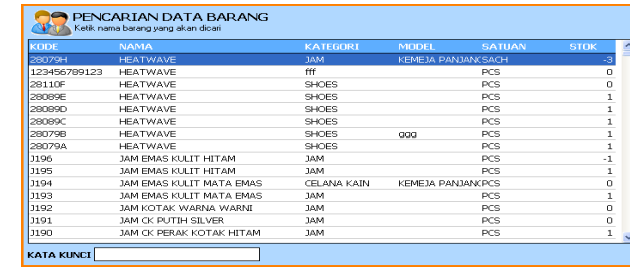 PENCARIAN DATA BARANG
Ketik nama barang yang akan dicari
KODE NAMA KATEGORI MODEL SATUAN STOK
28079H HEATWAVE JAM KEMEJA PANJANG SACH -3
123456789123 HEATWAVE fff PCS 0
28110F HEATWAVE SHOES PCS 0
28089E HEATWAVE SHOES PCS 1
28089D HEATWAVE SHOES PCS 1
28089C HEATWAVE SHOES PCS 1
28079B HEATWAVE SHOES ggg PCS 1
28079A HEATWAVE SHOES PCS 1
J196 JAM EMAS KULIT HITAM JAM PCS -1
J195 JAM EMAS KULIT HITAM JAM PCS 1
J194 JAM EMAS KULIT MATA EMAS CELANA KAIN KEMEJA PANJANG PCS 0
J193 JAM EMAS KULIT MATA EMAS JAM PCS 1
J192 JAM KOTAK WARNA WARNI JAM PCS 0
J191 JAM CK PUTIH SILVER JAM PCS 0
J190 JAM CK PERAK KOTAK HITAM JAM PCS 1
KATA KUNCI